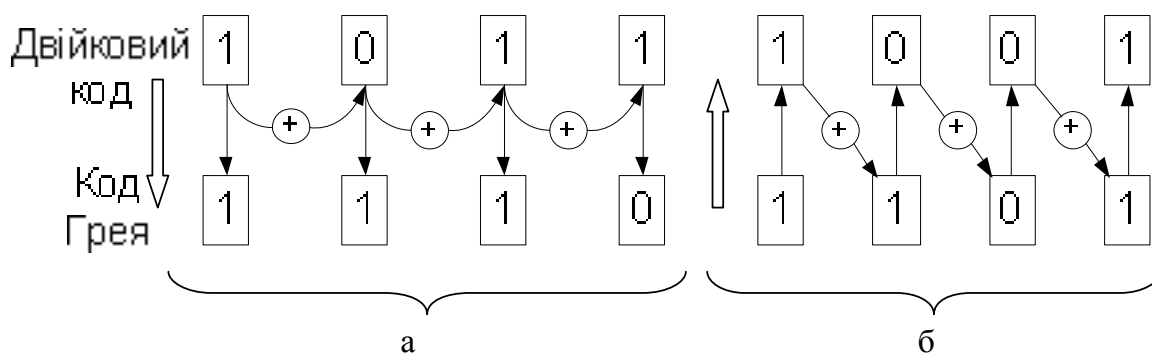 Двійковий 1 0 1 1 1 0 0 1
код
+ + + + + +
Код 1 1 1 0 1 1 0 1
Грея
а б